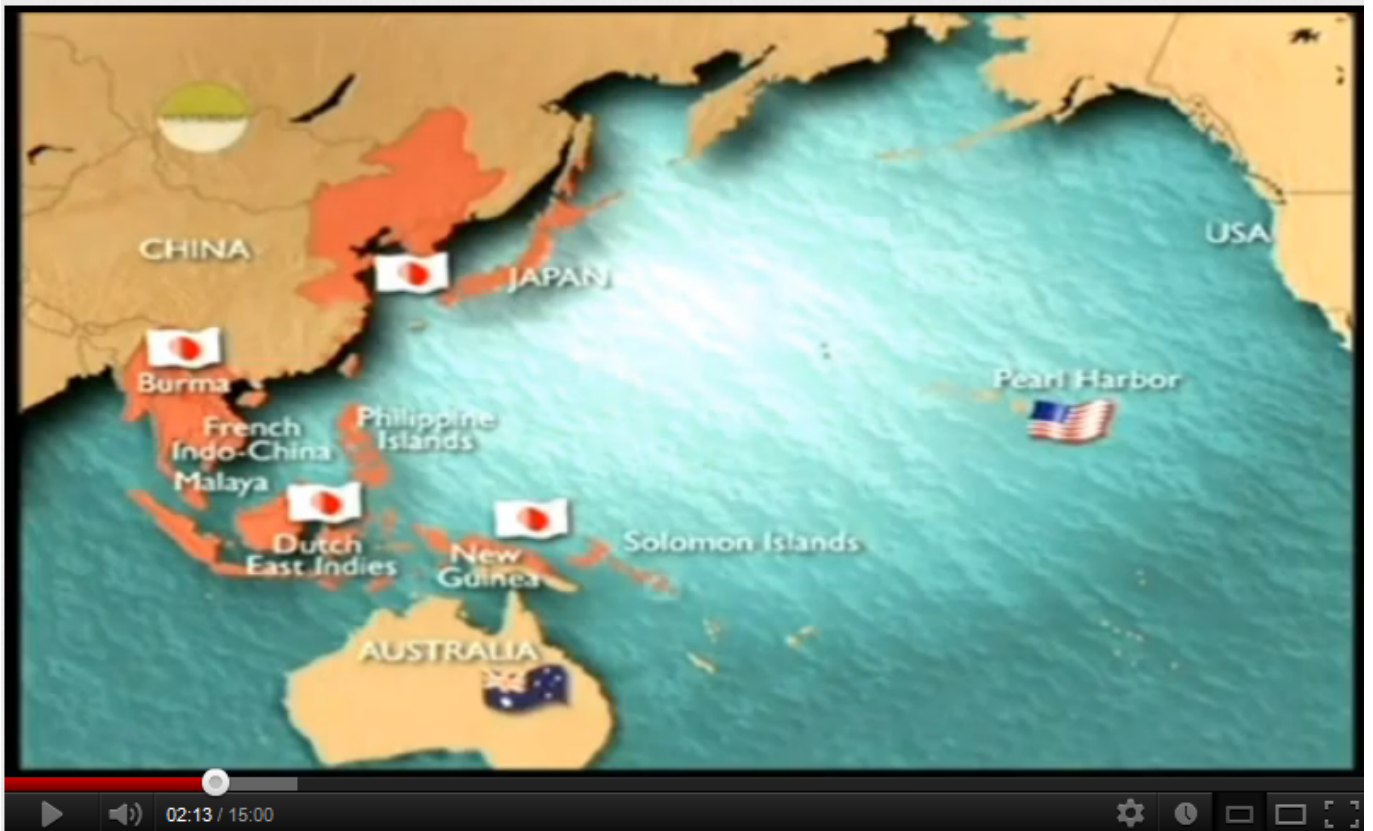 CHINA
JAPAN
USA
Burma
Pearl Harbor
French
Indo-China
Philippine
Islands
Malaya
Dutch
East Indies
New
Guinea
Solomon Islands
AUSTRALIA
02:13 / 15:00